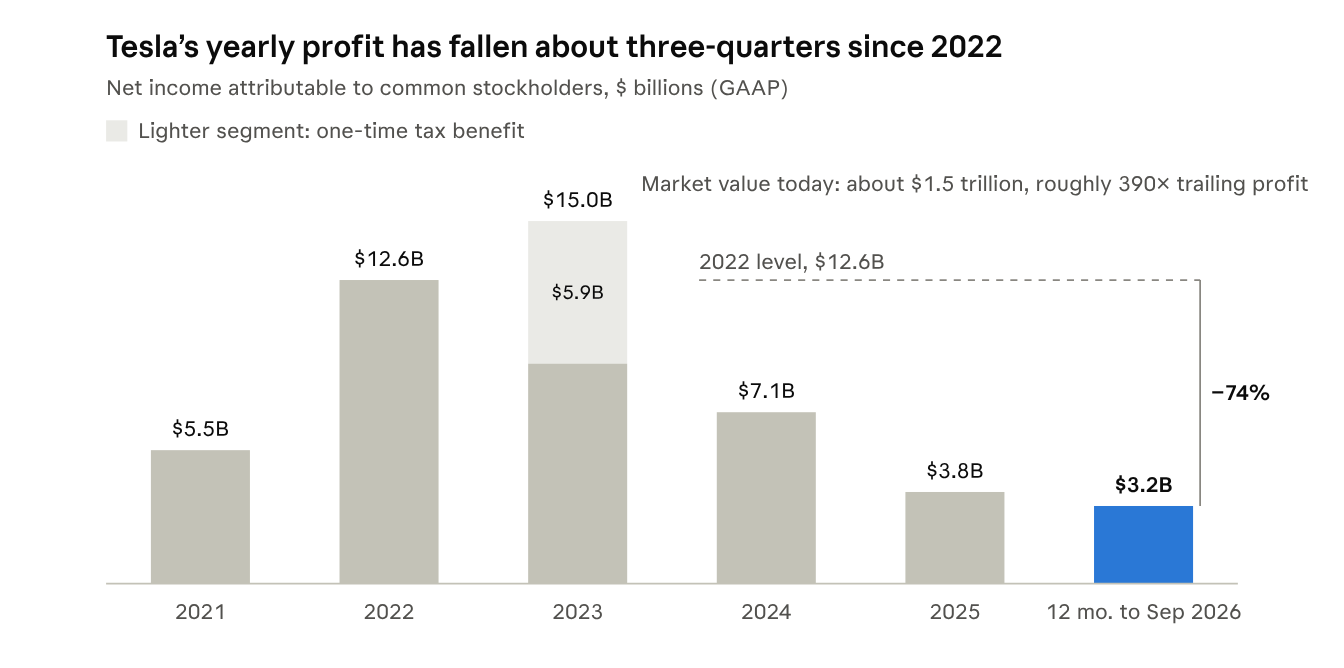 Tesla’s yearly profit has fallen about three-quarters since 2022
Net income attributable to common stockholders, $ billions (GAAP)
Lighter segment: one-time tax benefit
Market value today: about $1.5 trillion, roughly 390× trailing profit
$15.0B
$12.6B
2022 level, $12.6B
$5.9B
$7.1B
−74%
$5.5B
$3.8B
$3.2B
2021
2022
2023
2024
2025
12 mo. to Sep 2026